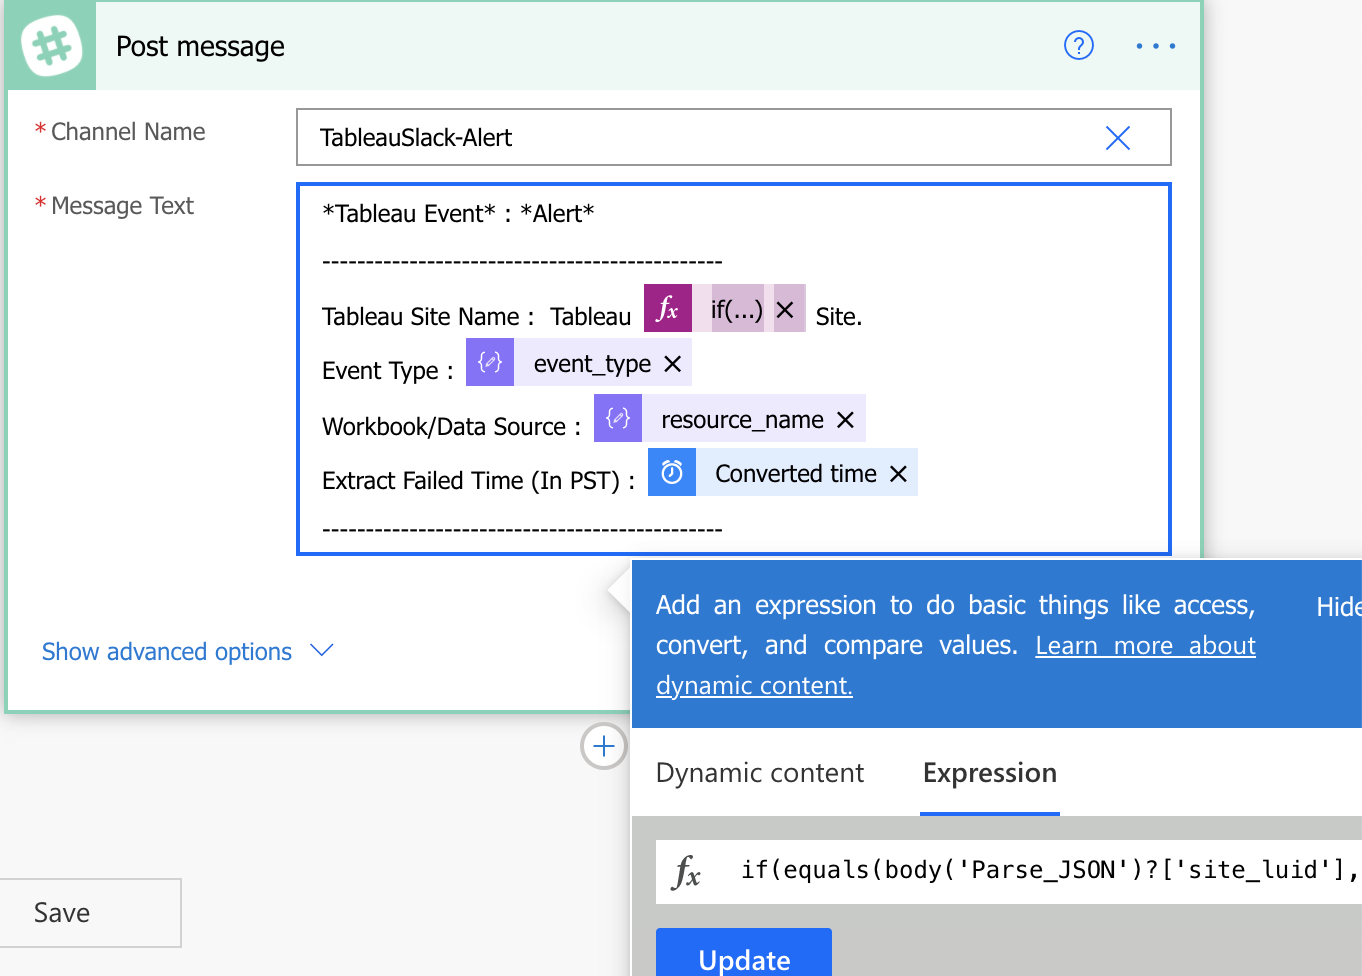 Post message
* Channel Name
TableauSlack-Alert
* Message Text
*Tableau Event* : *Alert*
----------------------------------------------
Tableau Site Name : Tableau fx if(...) × Site.
Event Type : event_type ×
Workbook/Data Source : resource_name ×
Extract Failed Time (In PST) : Converted time ×
----------------------------------------------
Show advanced options
Add an expression to do basic things like access,
convert, and compare values. Learn more about
dynamic content.
Hide
Dynamic content
Expression
fx if(equals(body('Parse_JSON')?['site_luid'],
Update
Save